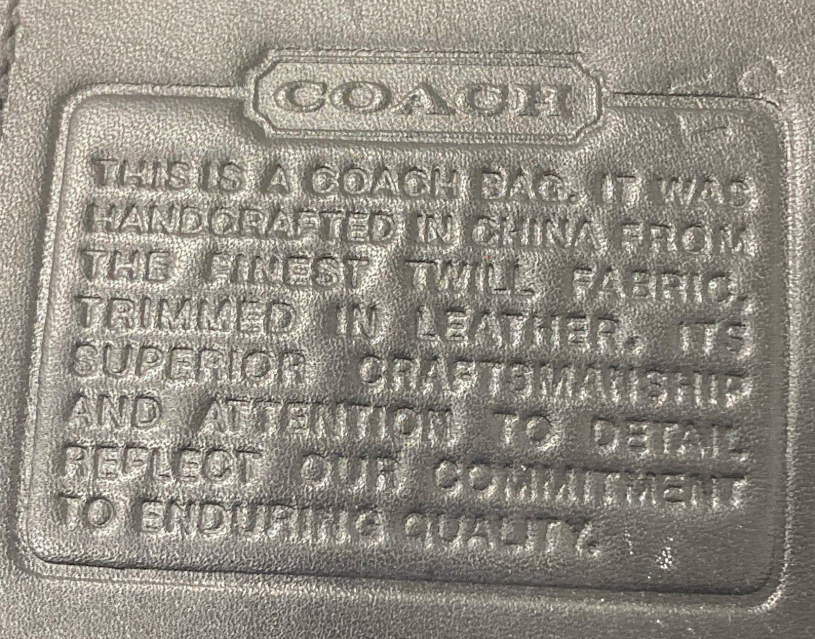 COACH
THIS IS A COACH BAG. IT WAS
HANDCRAFTED IN CHINA FROM
THE FINEST TWILL FABRIC,
TRIMMED IN LEATHER. ITS
SUPERIOR CRAFTSMANSHIP
AND ATTENTION TO DETAIL
REFLECT OUR COMMITMENT
TO ENDURING QUALITY.